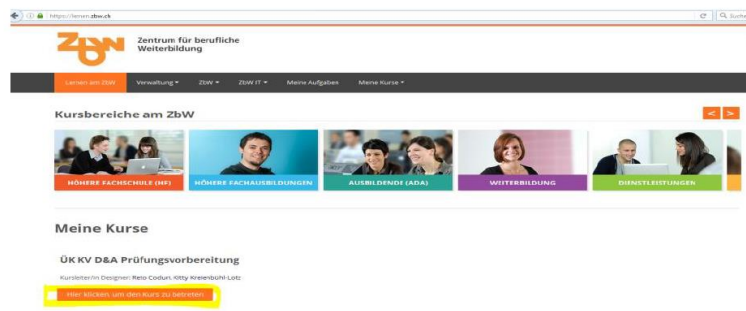 https://lernen.zbw.ch
Suche
ZbW
Zentrum für berufliche
Weiterbildung
Lernen am ZbW Verwaltung ZbW ZbW IT Meine Aufgaben Meine Kurse
Kursbereiche am ZbW
< >
HÖHERE FACHSCHULE (HF) HÖHERE FACHAUSBILDUNGEN AUSBILDENDE (ADA) WEITERBILDUNG DIENSTLEISTUNGEN
Meine Kurse
ÜK KV D&A Prüfungsvorbereitung
Kursleiter/in Designer: Reto Coduri, Kitty Kreienbühl-Lotz
Hier klicken, um den Kurs zu betreten